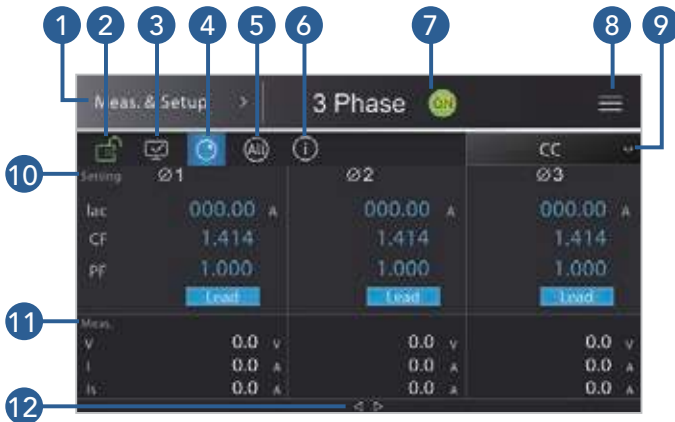 1 2 3 4 5 6 7 8 9
Meas. & Setup > 3 Phase ON
All i CC
10 Setting Ø1 Ø2 Ø3
Iac 000.00 A 000.00 A 000.00 A
CF 1.414 1.414 1.414
PF 1.000 1.000 1.000
Lead Lead Lead
11 Meas.
V 0.0 V 0.0 V 0.0 V
I 0.0 A 0.0 A 0.0 A
Is 0.0 A 0.0 A 0.0 A
12